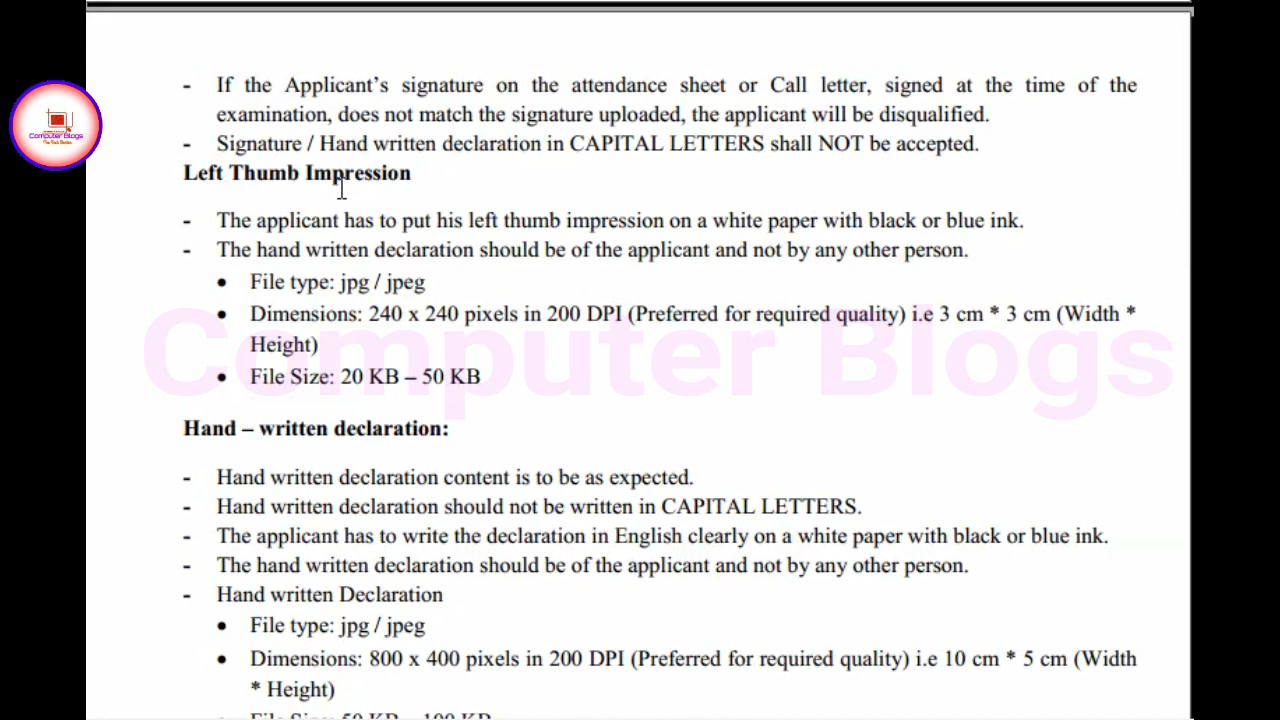 - If the Applicant's signature on the attendance sheet or Call letter, signed at the time of the
examination, does not match the signature uploaded, the applicant will be disqualified.
- Signature / Hand written declaration in CAPITAL LETTERS shall NOT be accepted.
Left Thumb Impression
- The applicant has to put his left thumb impression on a white paper with black or blue ink.
- The hand written declaration should be of the applicant and not by any other person.
• File type: jpg / jpeg
• Dimensions: 240 x 240 pixels in 200 DPI (Preferred for required quality) i.e 3 cm * 3 cm (Width *
Height)
• File Size: 20 KB – 50 KB
Hand – written declaration:
- Hand written declaration content is to be as expected.
- Hand written declaration should not be written in CAPITAL LETTERS.
- The applicant has to write the declaration in English clearly on a white paper with black or blue ink.
- The hand written declaration should be of the applicant and not by any other person.
- Hand written Declaration
• File type: jpg / jpeg
• Dimensions: 800 x 400 pixels in 200 DPI (Preferred for required quality) i.e 10 cm * 5 cm (Width
* Height)
• File Size: 50 KB – 100 KB
Computer Blogs
Computer Blogs